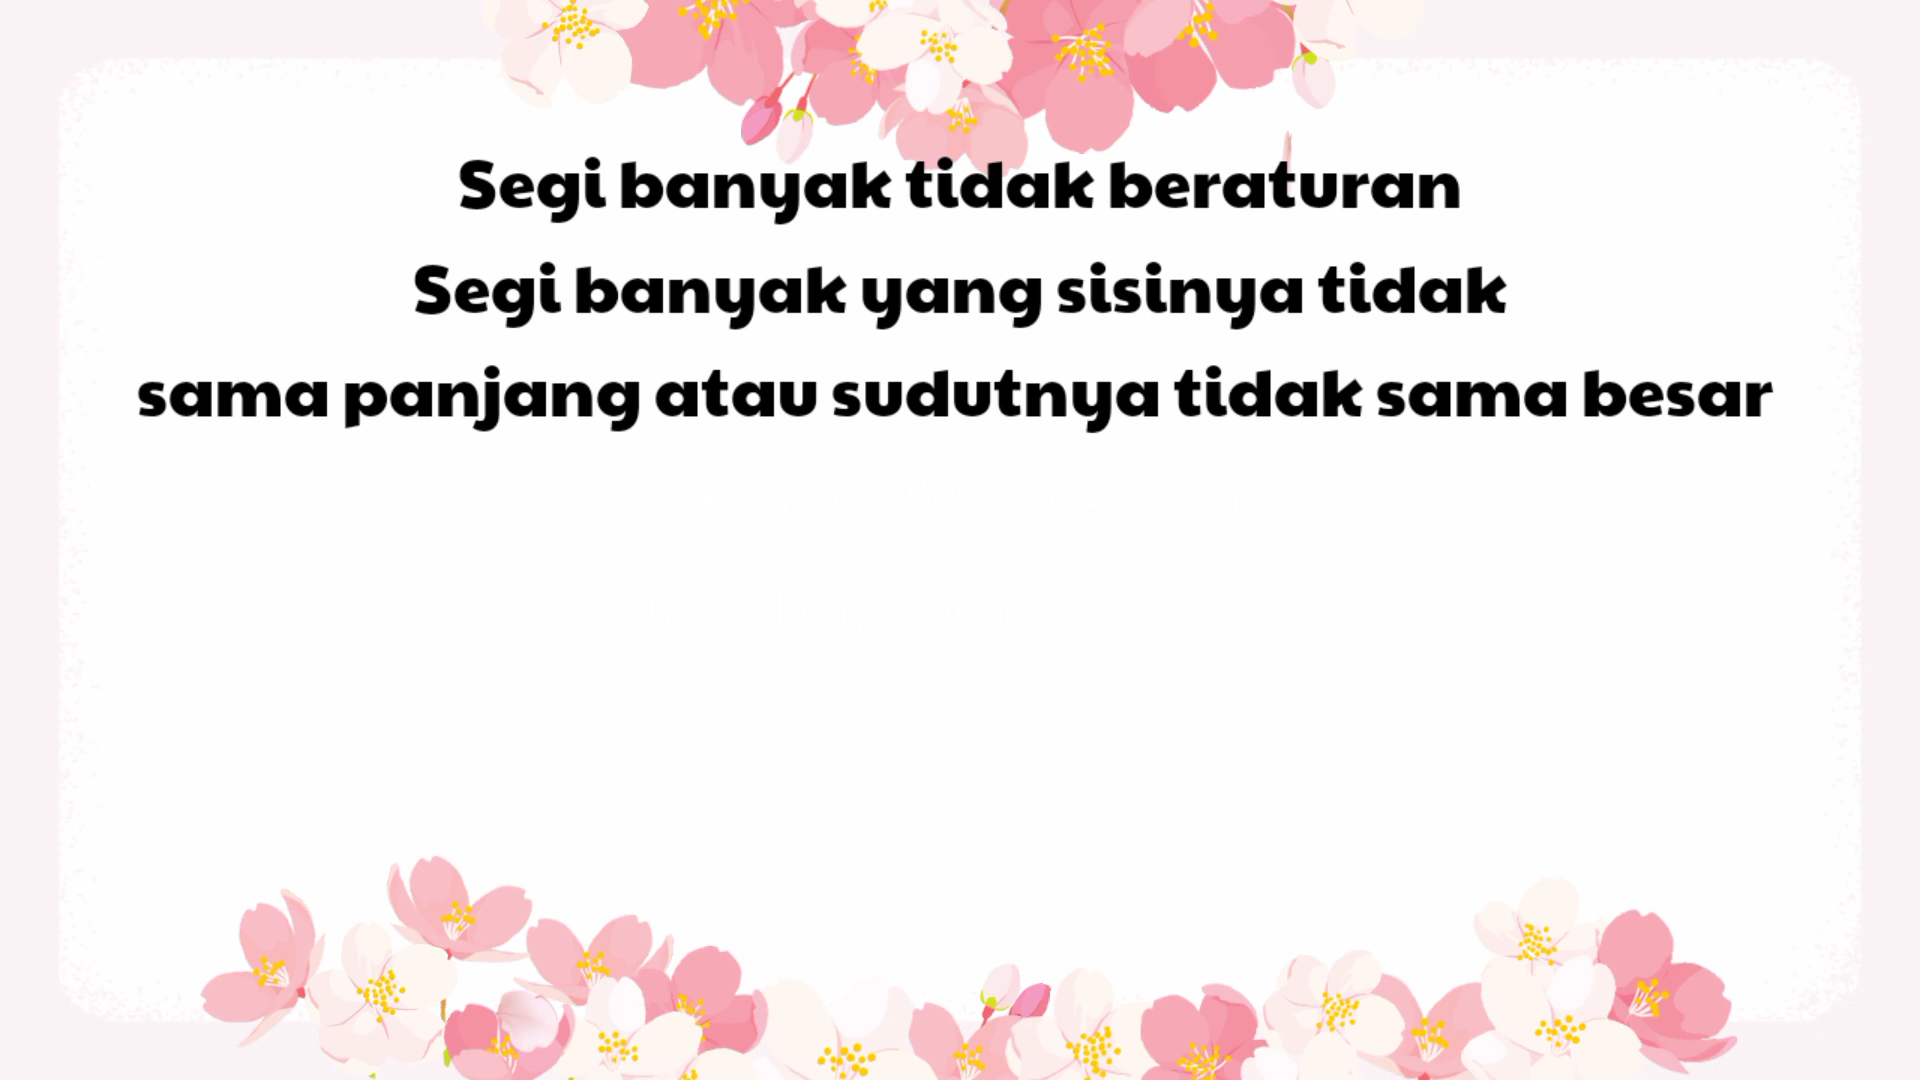 Segi banyak tidak beraturan
Segi banyak yang sisinya tidak
sama panjang atau sudutnya tidak sama besar